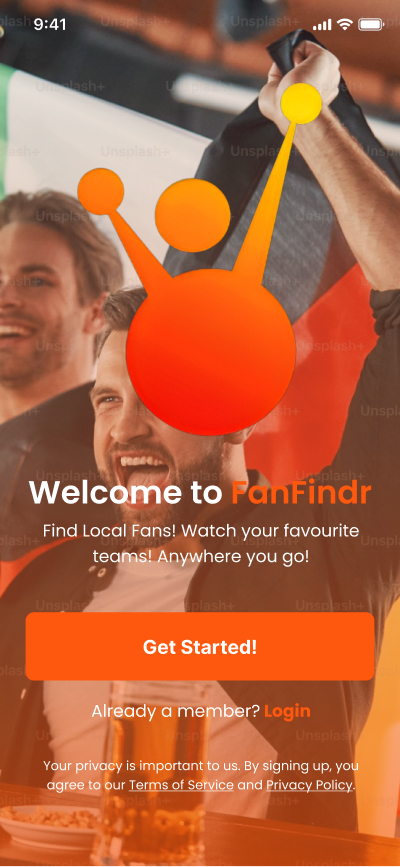 9:41
Welcome to FanFindr
Find Local Fans! Watch your favourite
teams! Anywhere you go!
Get Started!
Already a member? Login
Your privacy is important to us. By signing up, you
agree to our Terms of Service and Privacy Policy.
Unsplash+